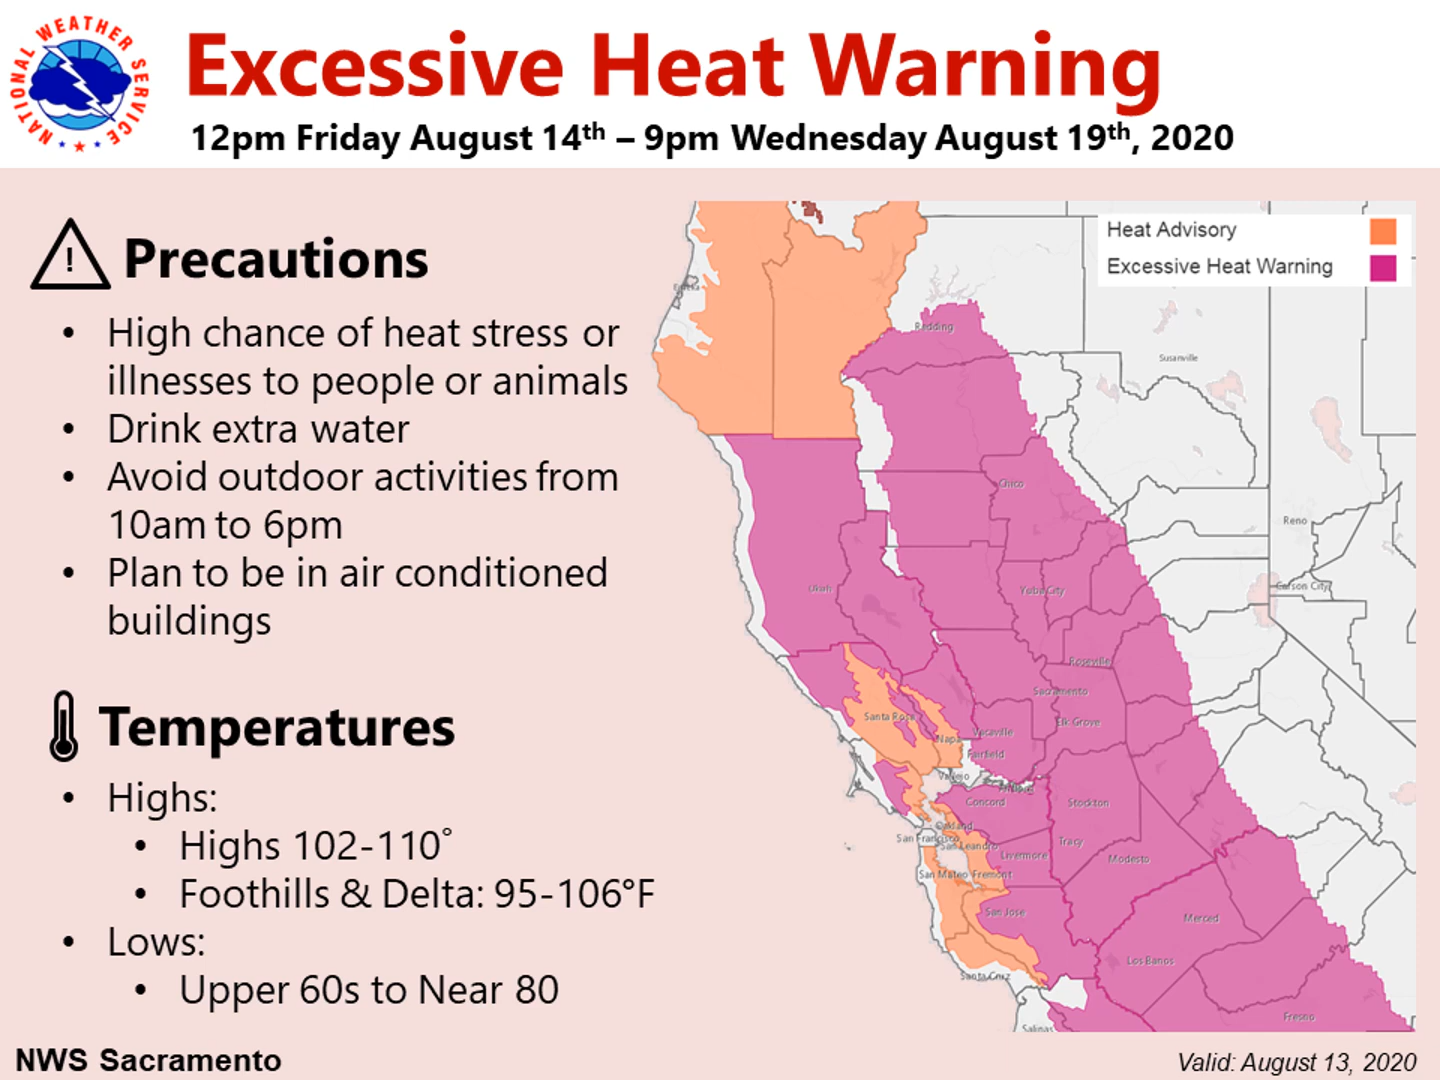 NATIONAL WEATHER SERVICE
Excessive Heat Warning
12pm Friday August 14th – 9pm Wednesday August 19th, 2020
! Precautions
• High chance of heat stress or
illnesses to people or animals
• Drink extra water
• Avoid outdoor activities from
10am to 6pm
• Plan to be in air conditioned
buildings
Temperatures
• Highs:
• Highs 102-110°
• Foothills & Delta: 95-106°F
• Lows:
• Upper 60s to Near 80
Heat Advisory
Excessive Heat Warning
Eureka
Redding
Susanville
Chico
Reno
Ukiah
Yuba City
Carson City
Roseville
Sacramento
Santa Rosa
Elk Grove
Napa
Vacaville
Fairfield
Vallejo
Concord
Stockton
Oakland
San Francisco
San Leandro
Tracy
Livermore
Modesto
San Mateo
Fremont
San Jose
Merced
Los Banos
Santa Cruz
Fresno
Salinas
NWS Sacramento
Valid: August 13, 2020